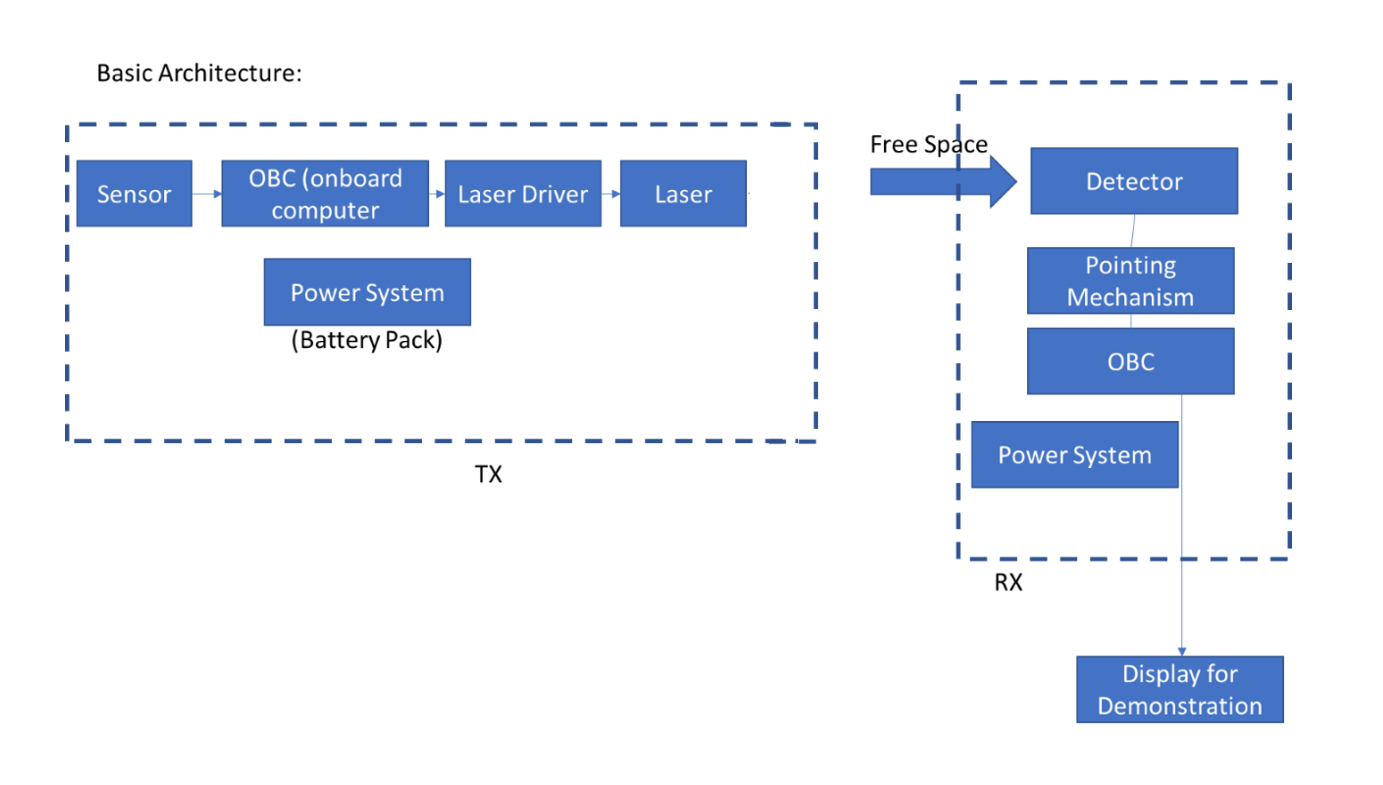 Basic Architecture:
Sensor
OBC (onboard
computer
Laser Driver
Laser
Power System
(Battery Pack)
TX
Free Space
Detector
Pointing
Mechanism
OBC
Power System
RX
Display for
Demonstration